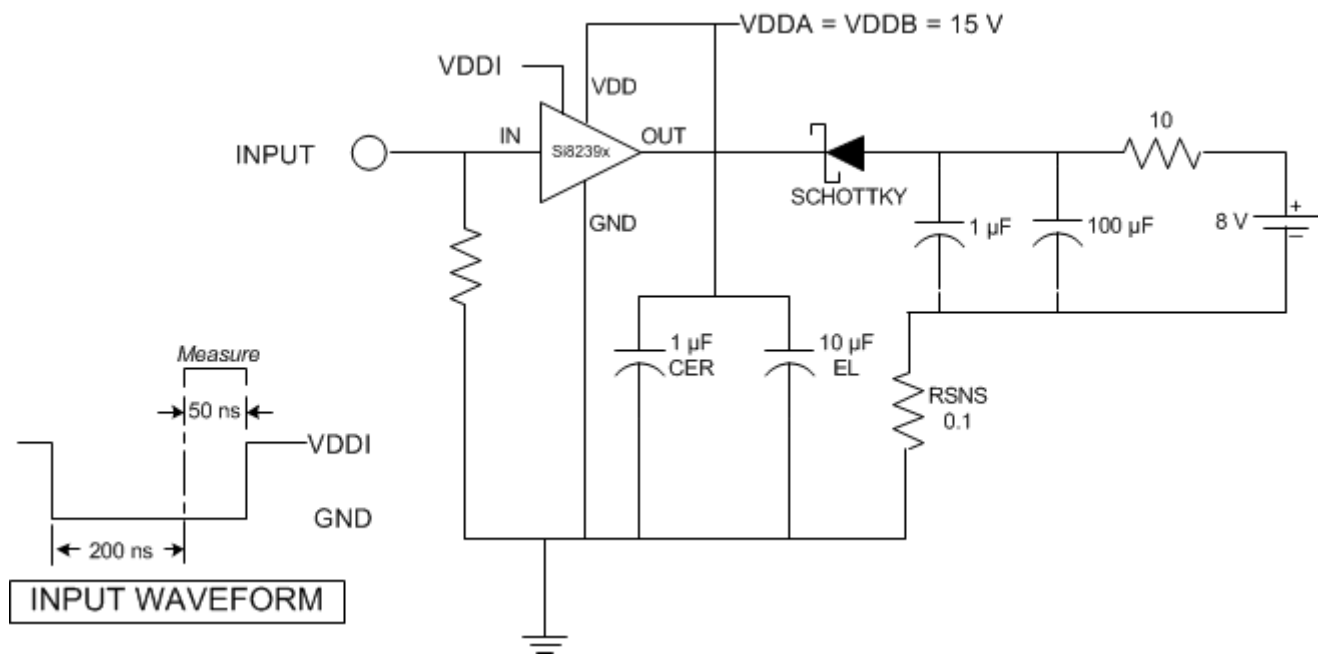 VDDA = VDDB = 15 V
VDDI
VDD
10
INPUT
IN
Si8239x
OUT
SCHOTTKY
GND
1 µF
100 µF
8 V
+
Measure
1 µF
CER
10 µF
EL
50 ns
RSNS
0.1
VDDI
GND
200 ns
INPUT WAVEFORM